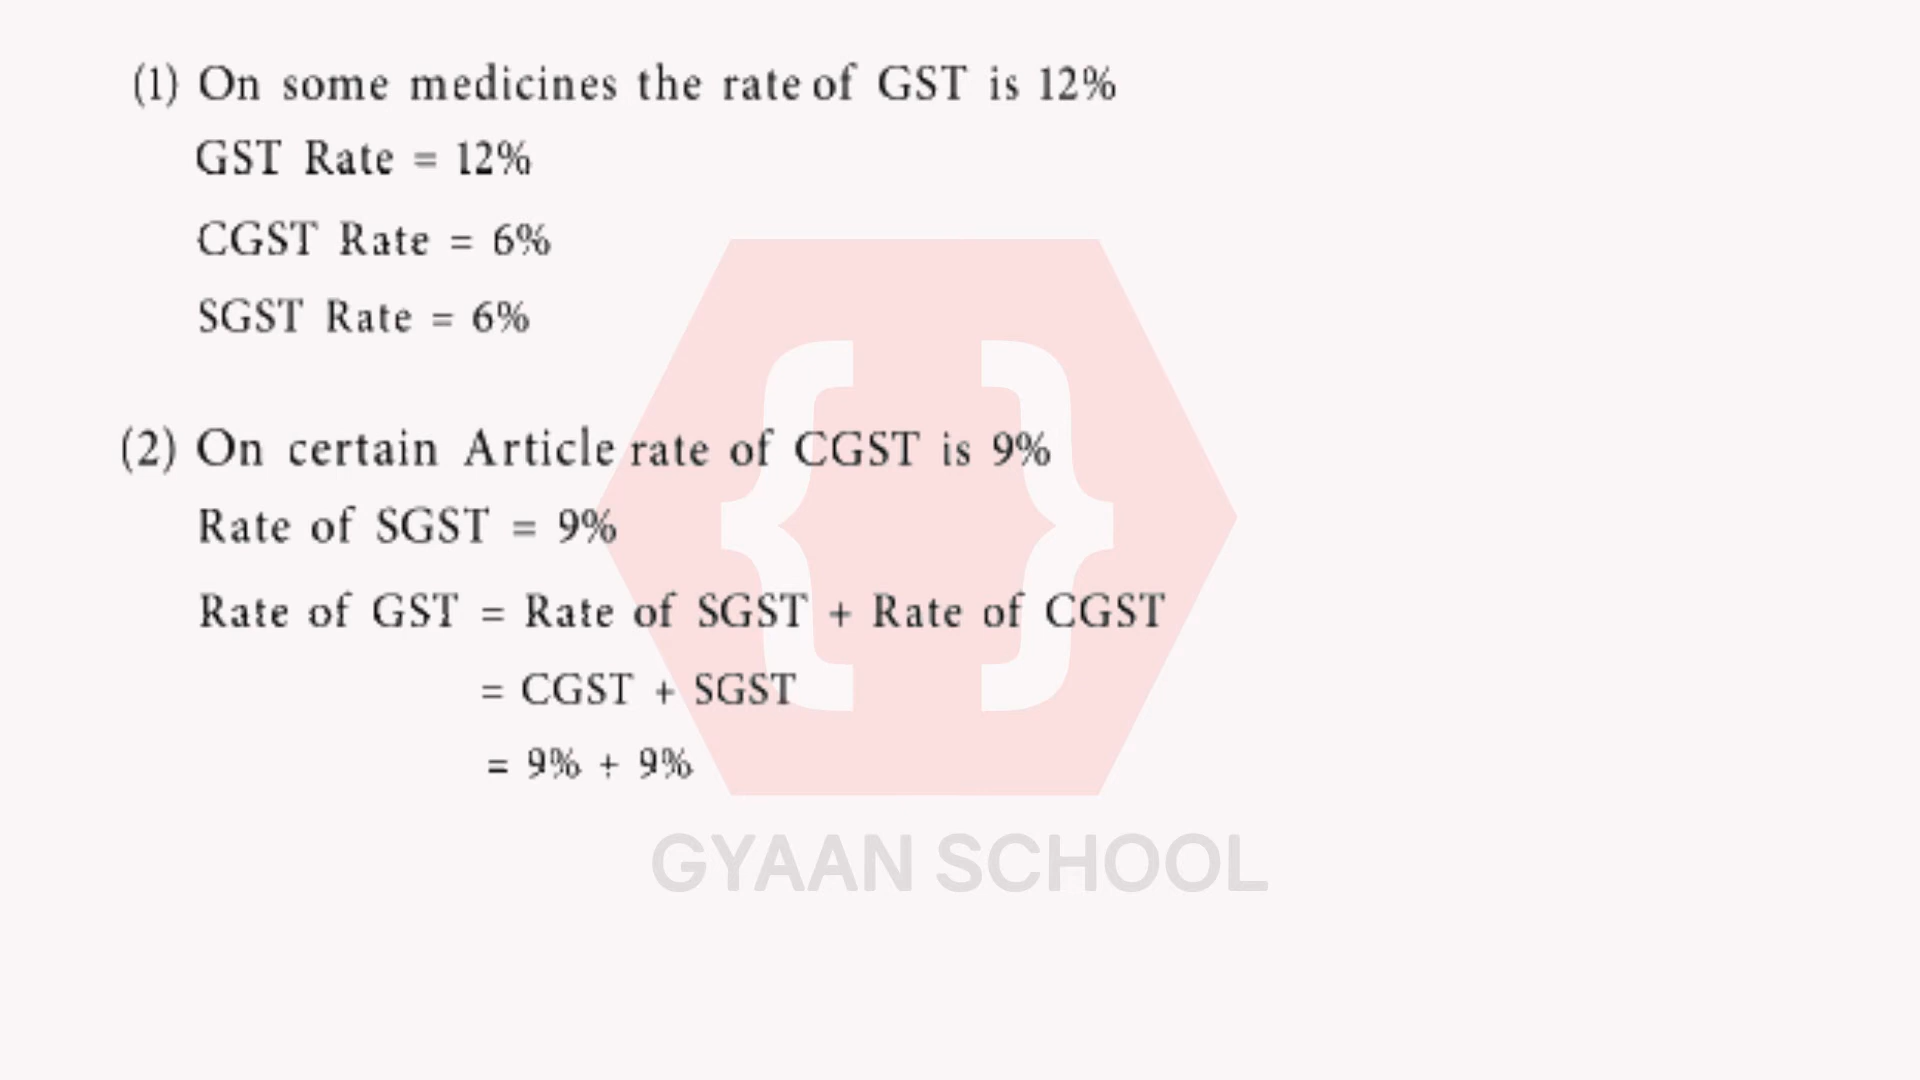 (1) On some medicines the rate of GST is 12%
GST Rate = 12%
CGST Rate = 6%
SGST Rate = 6%
(2) On certain Article rate of CGST is 9%
Rate of SGST = 9%
Rate of GST = Rate of SGST + Rate of CGST
= CGST + SGST
= 9% + 9%
GYAAN SCHOOL